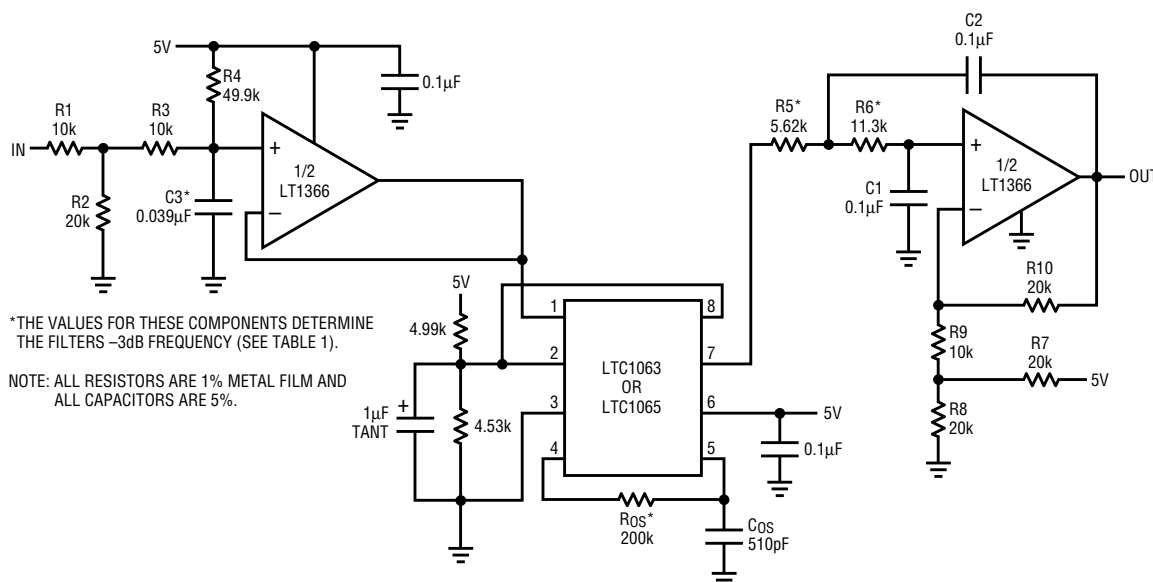 5V
R4
49.9k
0.1µF
R1
10k
R3
10k
IN
R2
20k
C3*
0.039µF
+
–
1/2
LT1366
C2
0.1µF
R5*
5.62k
R6*
11.3k
C1
0.1µF
+
–
1/2
LT1366
OUT
R10
20k
R9
10k
R7
20k
5V
R8
20k
*THE VALUES FOR THESE COMPONENTS DETERMINE
THE FILTERS –3dB FREQUENCY (SEE TABLE 1).
NOTE: ALL RESISTORS ARE 1% METAL FILM AND
ALL CAPACITORS ARE 5%.
5V
4.99k
+
1µF
TANT
4.53k
1
2
3
4
8
7
6
5
LTC1063
OR
LTC1065
5V
0.1µF
ROS*
200k
COS
510pF